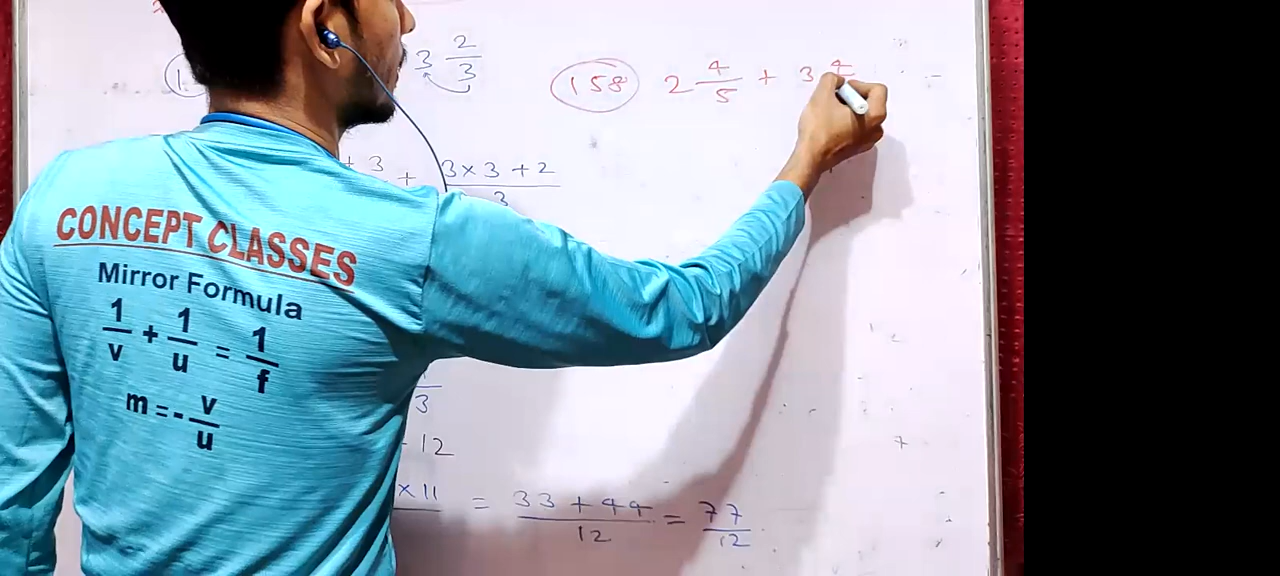 3 2/3
158 2 4/5 + 3 4
+ 3 + 3×3+2
3
CONCEPT CLASSES
Mirror Formula
1/v + 1/u = 1/f
m=-v/u
3
12
×11 = 33+44/12 = 77/12